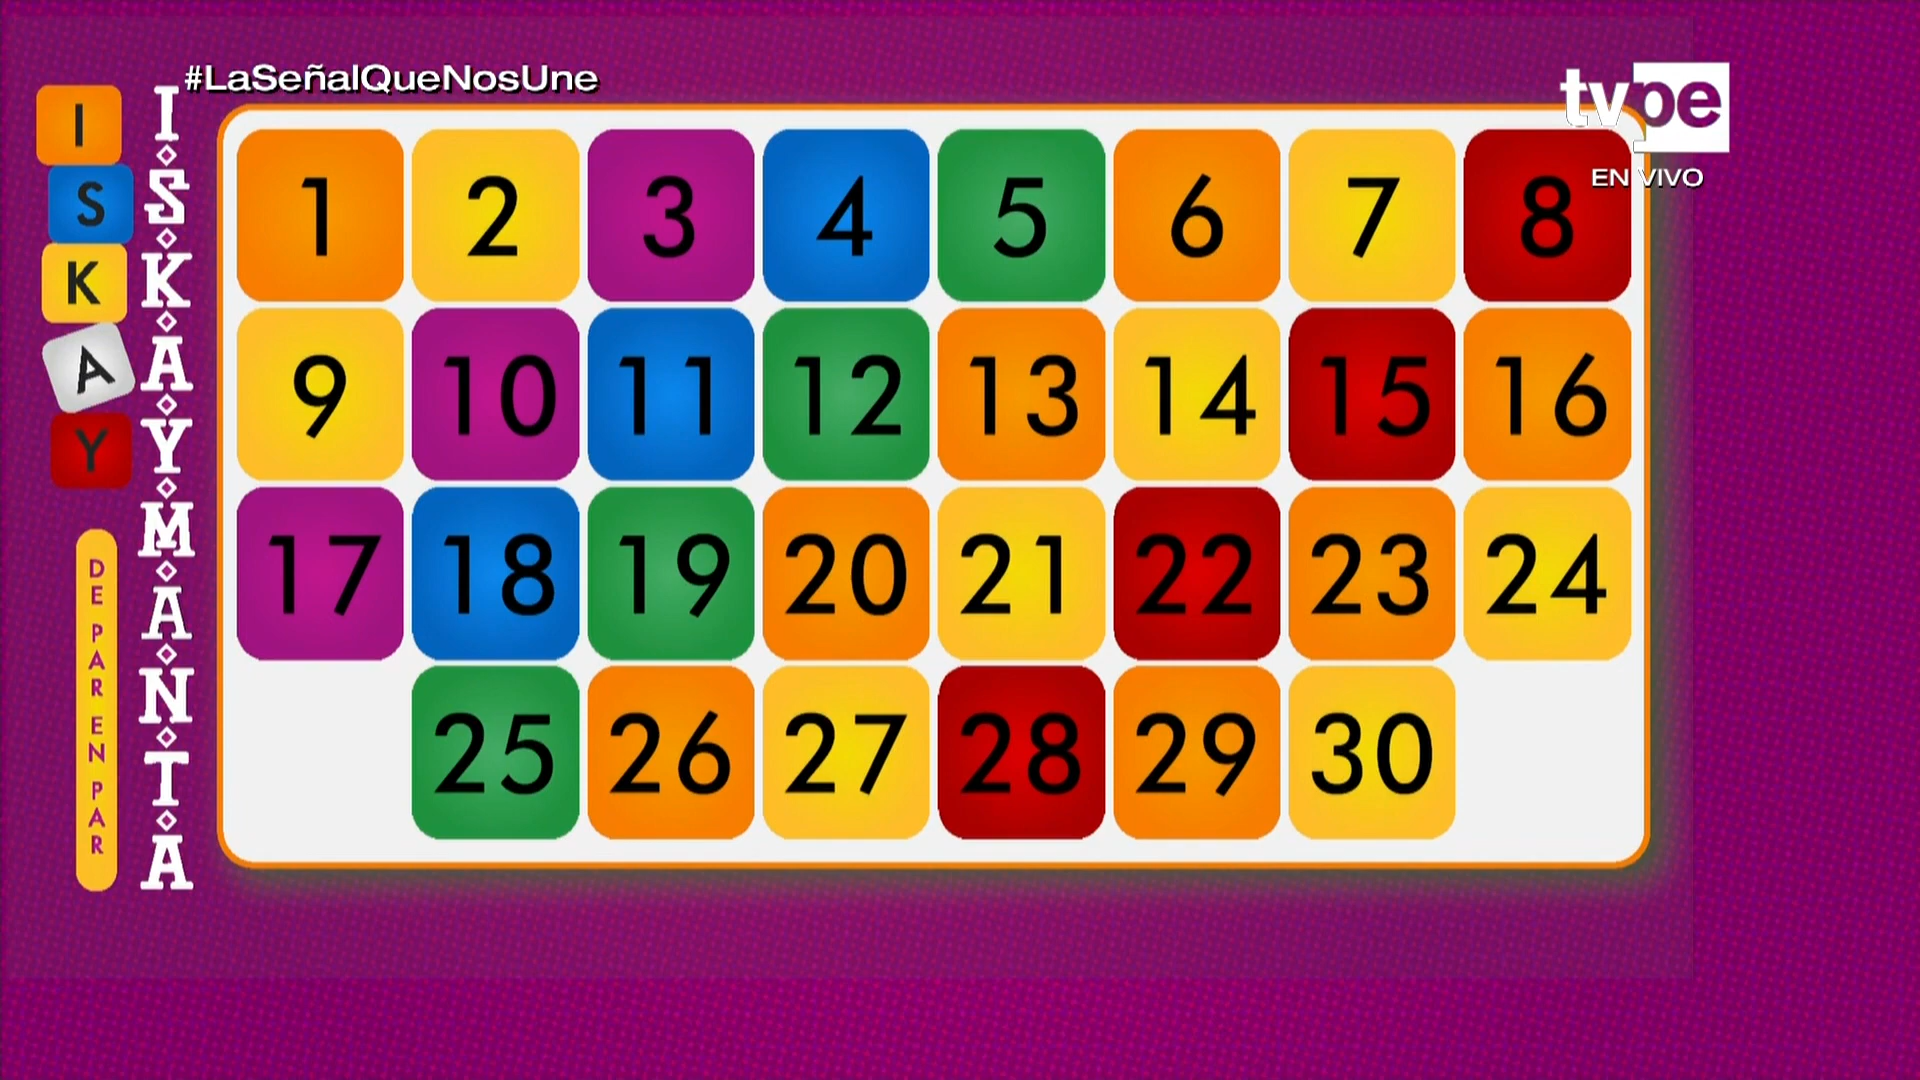 #LaSeñalQueNosUne
tvpe
EN VIVO
ISKAY
ISKAYMANTA
DE PAR EN PAR
1 2 3 4 5 6 7 8
9 10 11 12 13 14 15 16
17 18 19 20 21 22 23 24
25 26 27 28 29 30